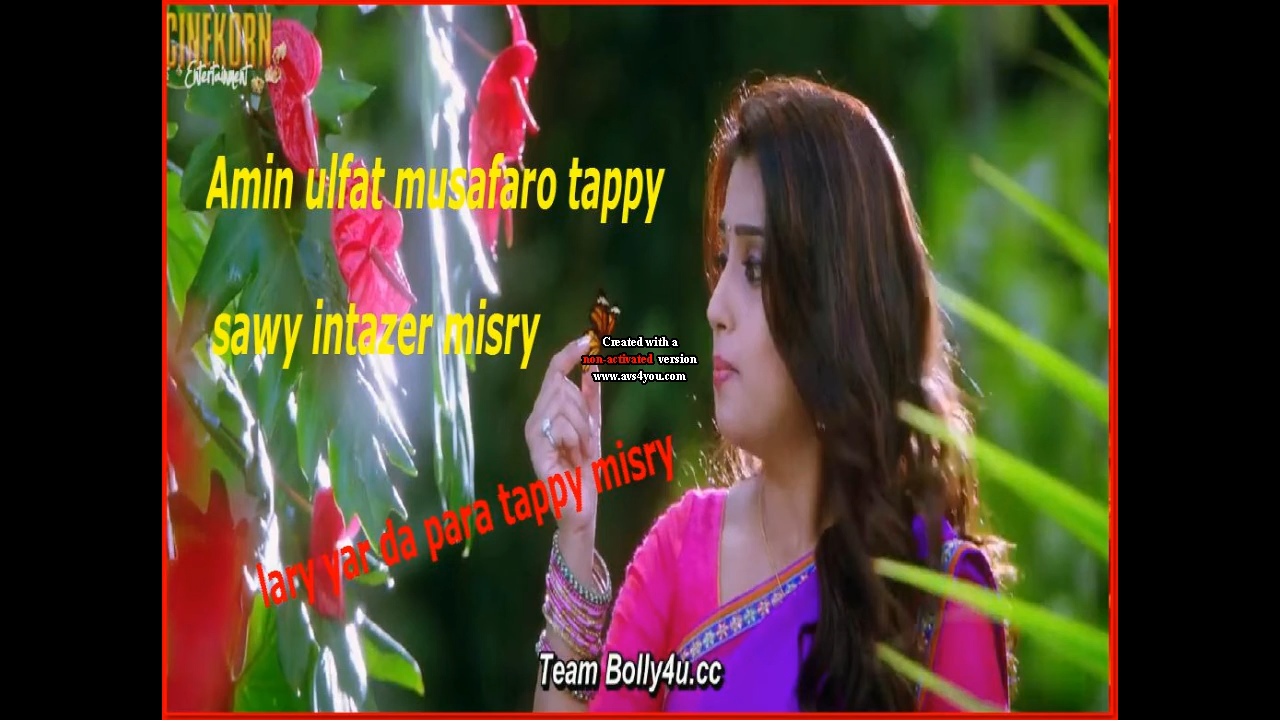 CINEKORN
Entertainment
Amin ulfat musafaro tappy
sawy intazer misry
Created with a
non-activated version
www.avs4you.com
lary yar da para tappy misry
Team Bolly4u.cc